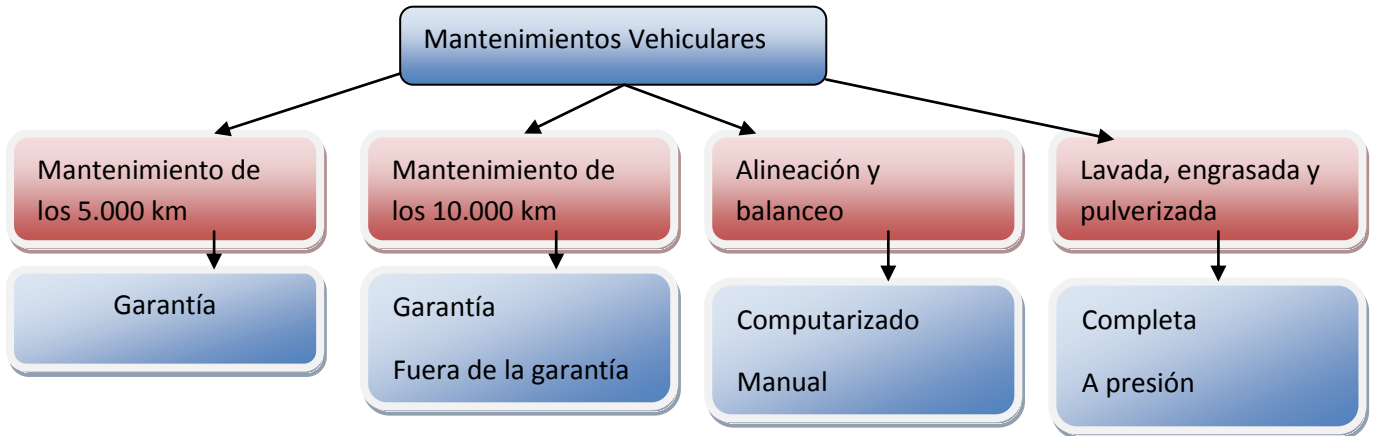 Mantenimientos Vehiculares
Mantenimiento de
los 5.000 km
Mantenimiento de
los 10.000 km
Alineación y
balanceo
Lavada, engrasada y
pulverizada
Garantía
Garantía
Fuera de la garantía
Computarizado
Manual
Completa
A presión